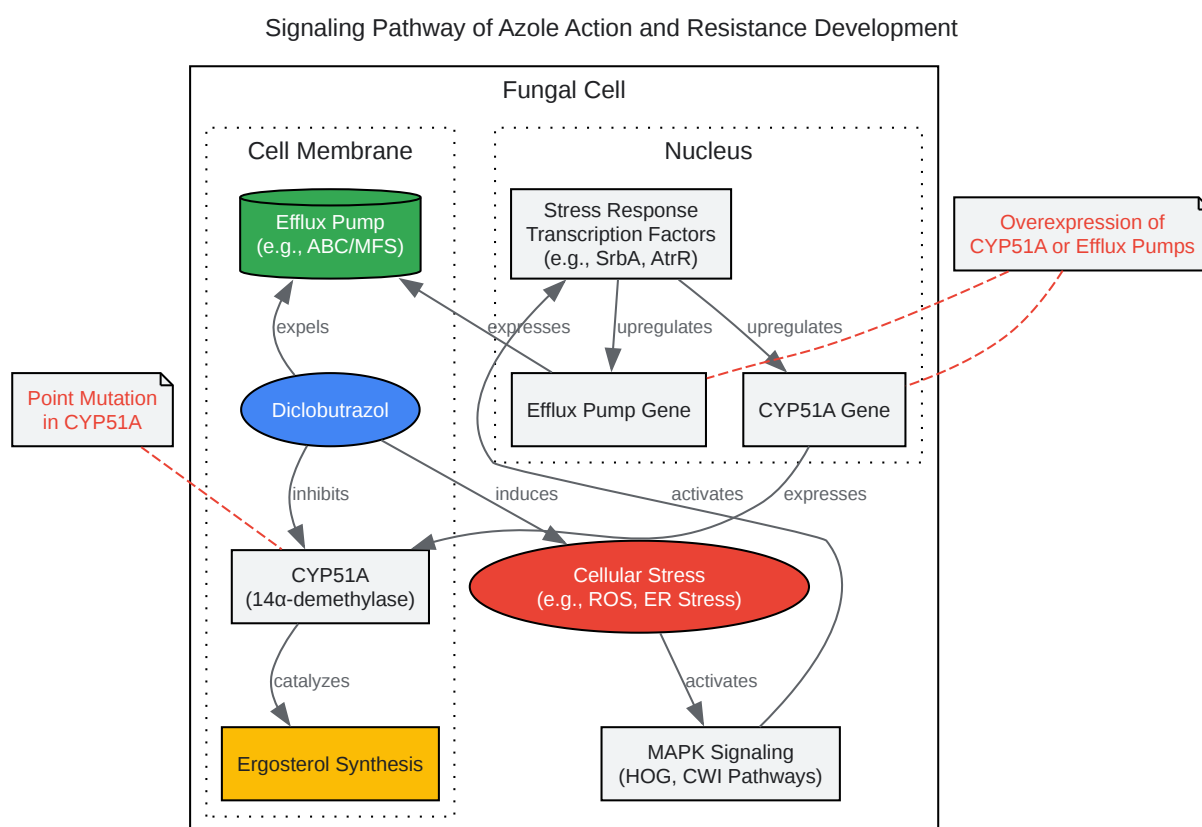 Signaling Pathway of Azole Action and Resistance Development
Fungal Cell
Cell Membrane
Nucleus
Efflux Pump
(e.g., ABC/MFS)
Stress Response
Transcription Factors
(e.g., SrbA, AtrR)
Overexpression of
CYP51A or Efflux Pumps
expels
expresses
upregulates
upregulates
Point Mutation
in CYP51A
Diclobutrazol
Efflux Pump Gene
CYP51A Gene
inhibits
induces
activates
expresses
CYP51A
(14α-demethylase)
Cellular Stress
(e.g., ROS, ER Stress)
catalyzes
activates
Ergosterol Synthesis
MAPK Signaling
(HOG, CWI Pathways)